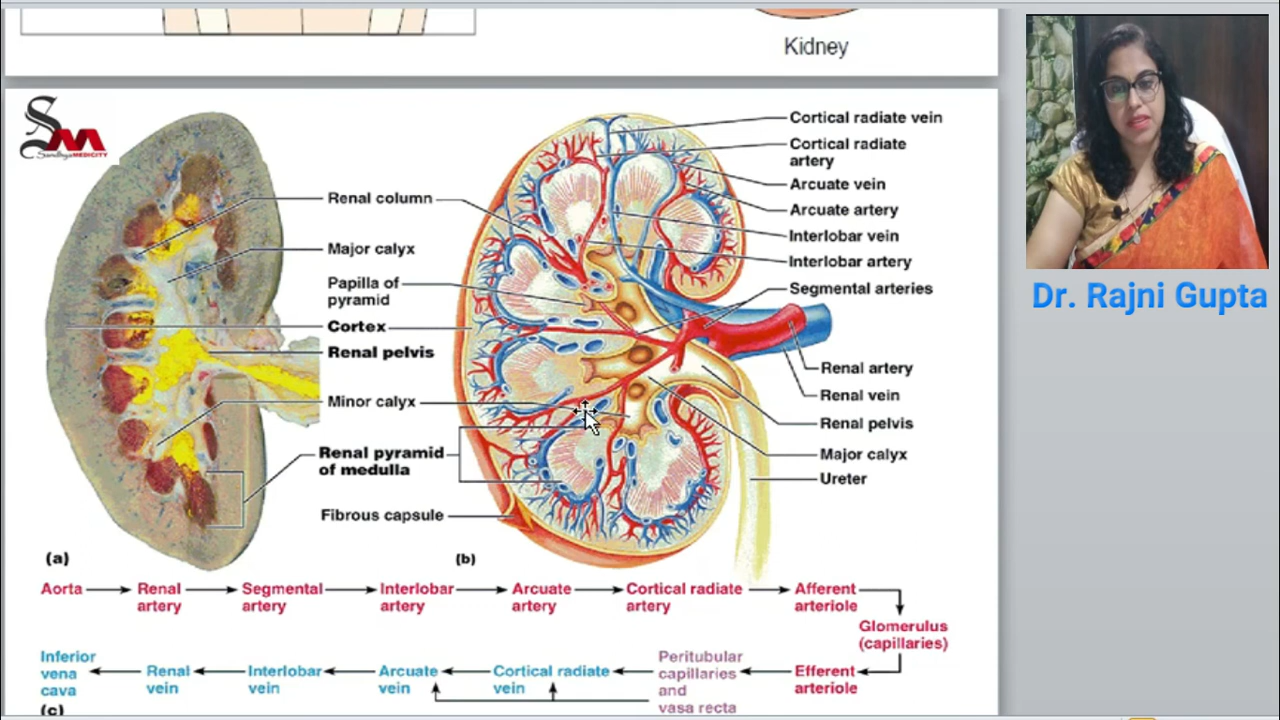 Kidney
Sm
Sandhya MEDICITY
Cortical radiate vein
Cortical radiate
artery
Arcuate vein
Arcuate artery
Interlobar vein
Interlobar artery
Segmental arteries
Renal column
Major calyx
Papilla of
pyramid
Cortex
Renal pelvis
Minor calyx
Renal pyramid
of medulla
Fibrous capsule
Renal artery
Renal vein
Renal pelvis
Major calyx
Ureter
(a)
(b)
Aorta
Renal
artery
Segmental
artery
Interlobar
artery
Arcuate
artery
Cortical radiate
artery
Afferent
arteriole
Glomerulus
(capillaries)
Inferior
vena
cava
Renal
vein
Interlobar
vein
Arcuate
vein
Cortical radiate
vein
Peritubular
capillaries
and
vasa recta
Efferent
arteriole
(c)
Dr. Rajni Gupta